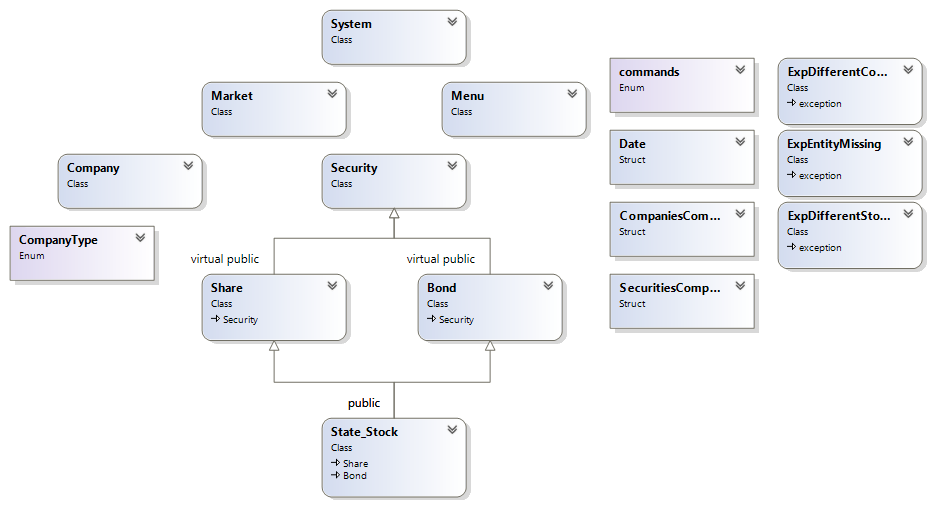 System
Class
Market
Class
Menu
Class
Company
Class
Security
Class
CompanyType
Enum
virtual public
virtual public
Share
Class
Security
Bond
Class
Security
public
State_Stock
Class
Share
Bond
commands
Enum
Date
Struct
CompaniesCom...
Struct
SecuritiesComp...
Struct
ExpDifferentCo...
Class
exception
ExpEntityMissing
Class
exception
ExpDifferentSto...
Class
exception